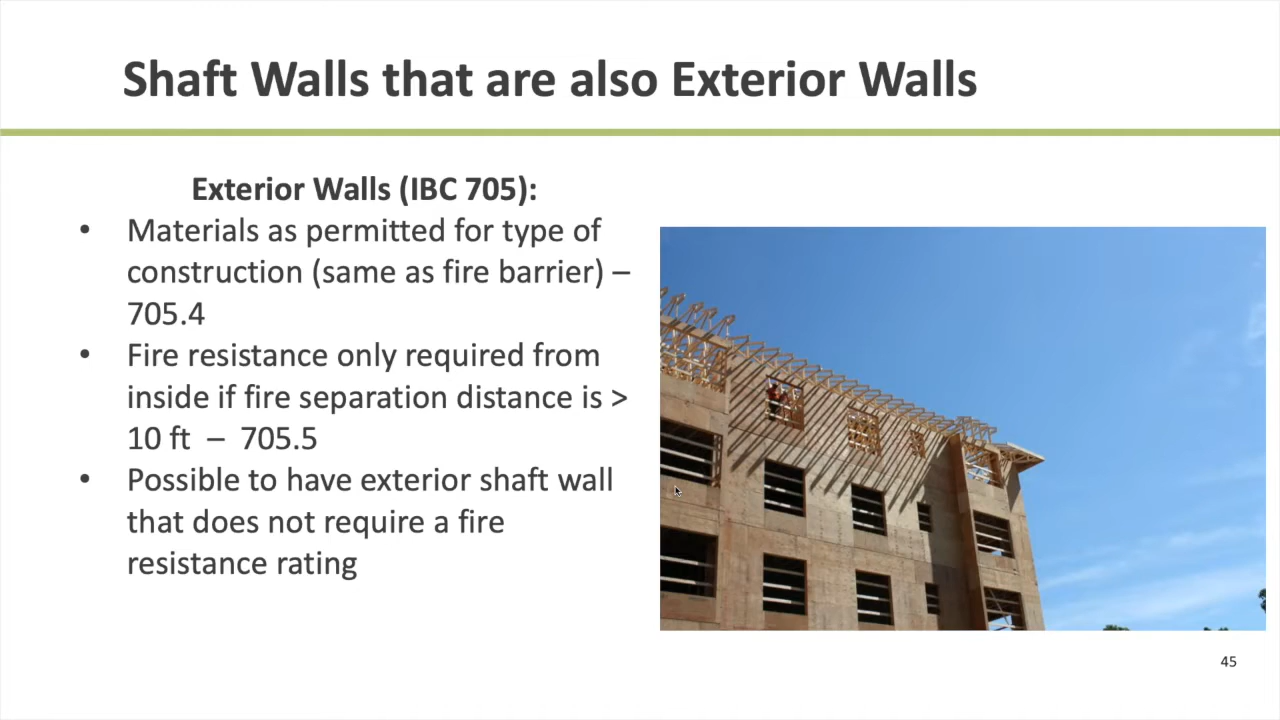 Shaft Walls that are also Exterior Walls
Exterior Walls (IBC 705):
• Materials as permitted for type of
construction (same as fire barrier) –
705.4
• Fire resistance only required from
inside if fire separation distance is >
10 ft – 705.5
• Possible to have exterior shaft wall
that does not require a fire
resistance rating
45